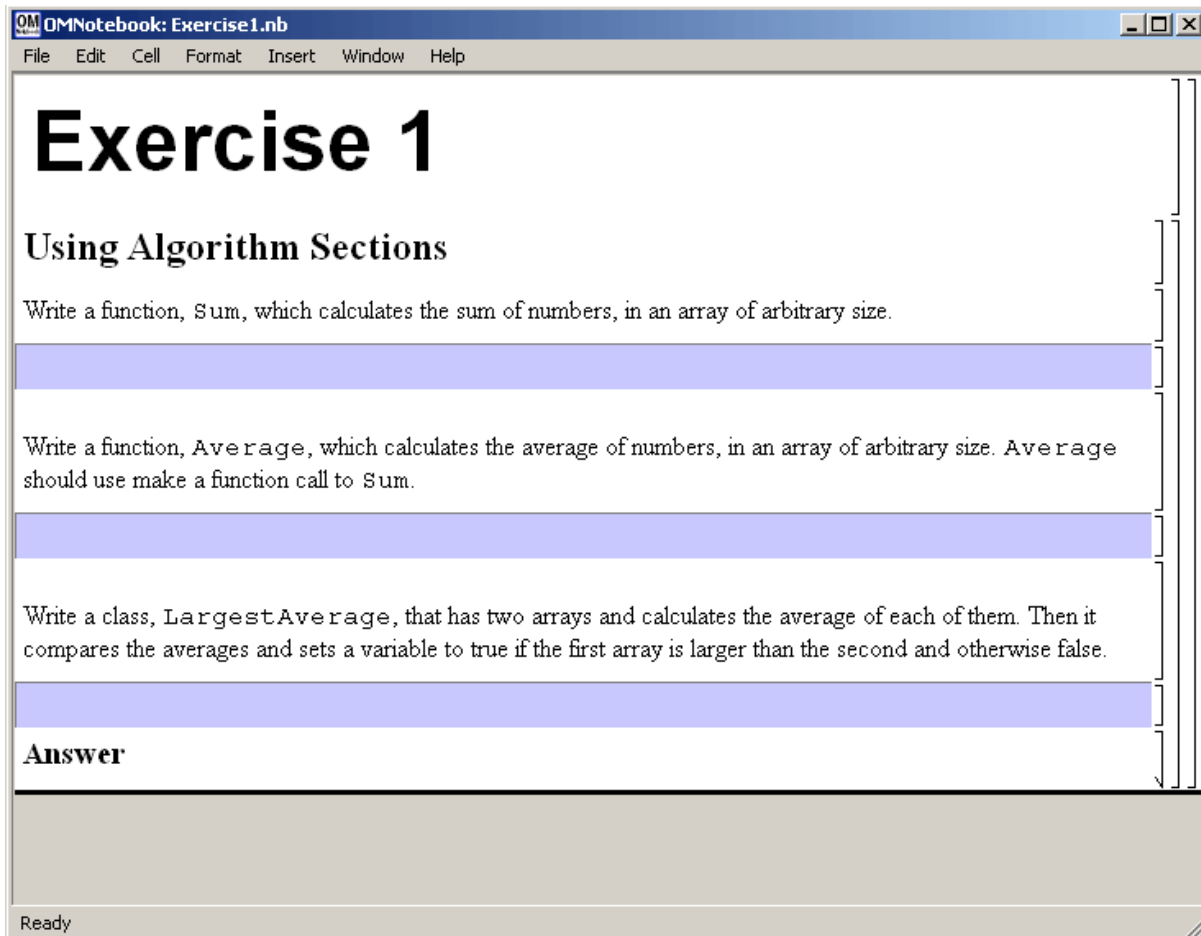 OMNotebook: Exercise1.nb
File Edit Cell Format Insert Window Help
Exercise 1
Using Algorithm Sections
Write a function, Sum, which calculates the sum of numbers, in an array of arbitrary size.
Write a function, Average, which calculates the average of numbers, in an array of arbitrary size. Average
should use make a function call to Sum.
Write a class, LargestAverage, that has two arrays and calculates the average of each of them. Then it
compares the averages and sets a variable to true if the first array is larger than the second and otherwise false.
Answer
Ready